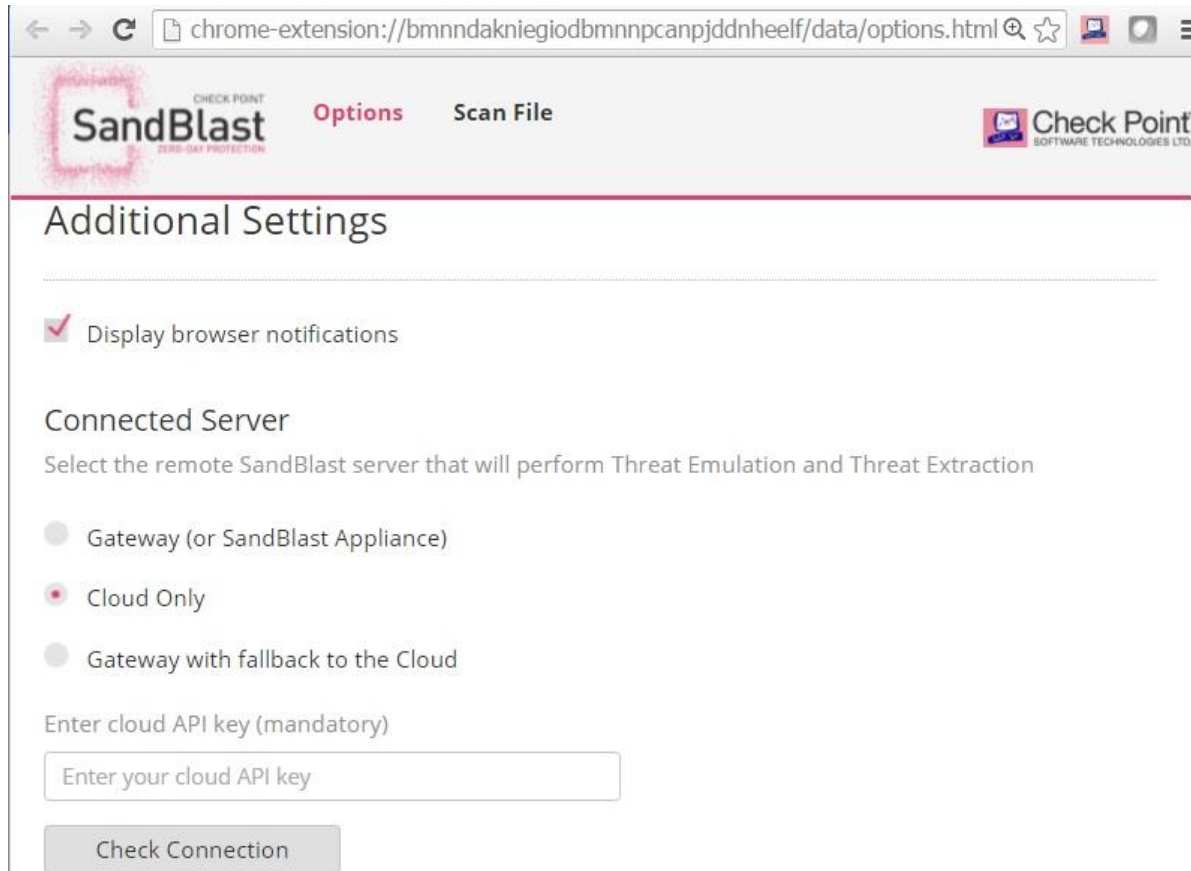 chrome-extension://bmnndakniegiodbmnnpcanpjddnheelf/data/options.html
CHECK POINT
SandBlast
ZERO-DAY PROTECTION
Options
Scan File
Check Point
SOFTWARE TECHNOLOGIES LTD.
Additional Settings
Display browser notifications
Connected Server
Select the remote SandBlast server that will perform Threat Emulation and Threat Extraction
Gateway (or SandBlast Appliance)
Cloud Only
Gateway with fallback to the Cloud
Enter cloud API key (mandatory)
Enter your cloud API key
Check Connection